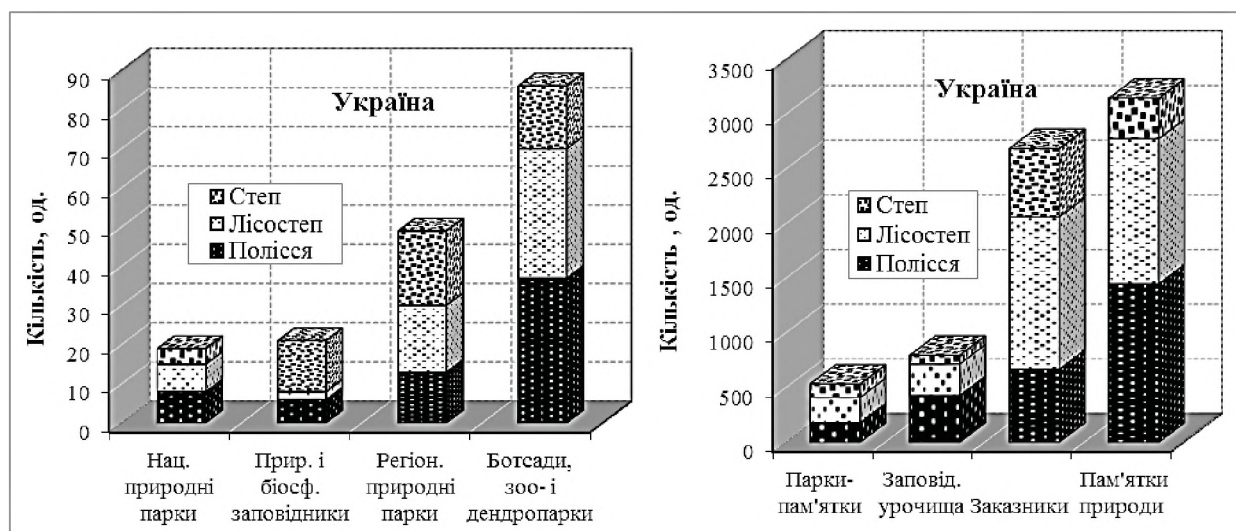 Україна
Кількість, од.
90
80
70
60
50
40
30
20
10
0
Степ
Лісостеп
Полісся
Нац.
природні
парки
Прир. і
біосф.
заповідники
Регіон.
природні
парки
Ботсади,
зоо- і
дендропарки
Україна
Кількість , од.
3500
3000
2500
2000
1500
1000
500
0
Степ
Лісостеп
Полісся
Парки-
пам'ятки
Заповід.
урочища
Заказники
Пам'ятки
природи